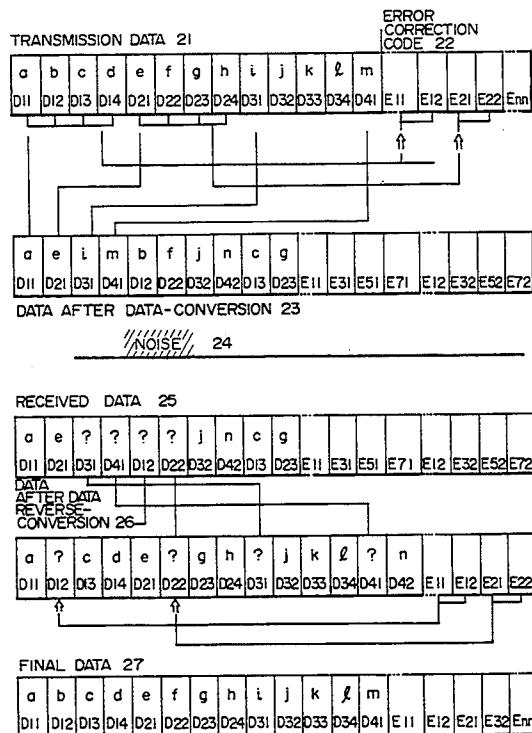 ERROR
CORRECTION
CODE 22
TRANSMISSION DATA 21
a b c d e f g h i j k ℓ m
D11 D12 D13 D14 D21 D22 D23 D24 D31 D32 D33 D34 D41 E11 E12 E21 E22 Enn
a e i m b f j n c g
D11 D21 D31 D41 D12 D22 D32 D42 D13 D23 E11 E31 E51 E71 E12 E32 E52 E72
DATA AFTER DATA-CONVERSION 23
NOISE 24
RECEIVED DATA 25
a e ? ? ? ? j n c g
D11 D21 D31 D41 D12 D22 D32 D42 D13 D23 E11 E31 E51 E71 E12 E32 E52 E72
DATA
AFTER DATA
REVERSE-
CONVERSION 26
a ? c d e ? g h ? j k ℓ ? n
D11 D12 D13 D14 D21 D22 D23 D24 D31 D32 D33 D34 D41 D42 E11 E12 E21 E22
FINAL DATA 27
a b c d e f g h i j k ℓ m
D11 D12 D13 D14 D21 D22 D23 D24 D31 D32 D33 D34 D41 E11 E12 E21 E32 Enn